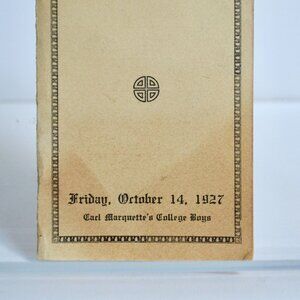 Friday, October 14, 1927
Carl Marquette's College Boys